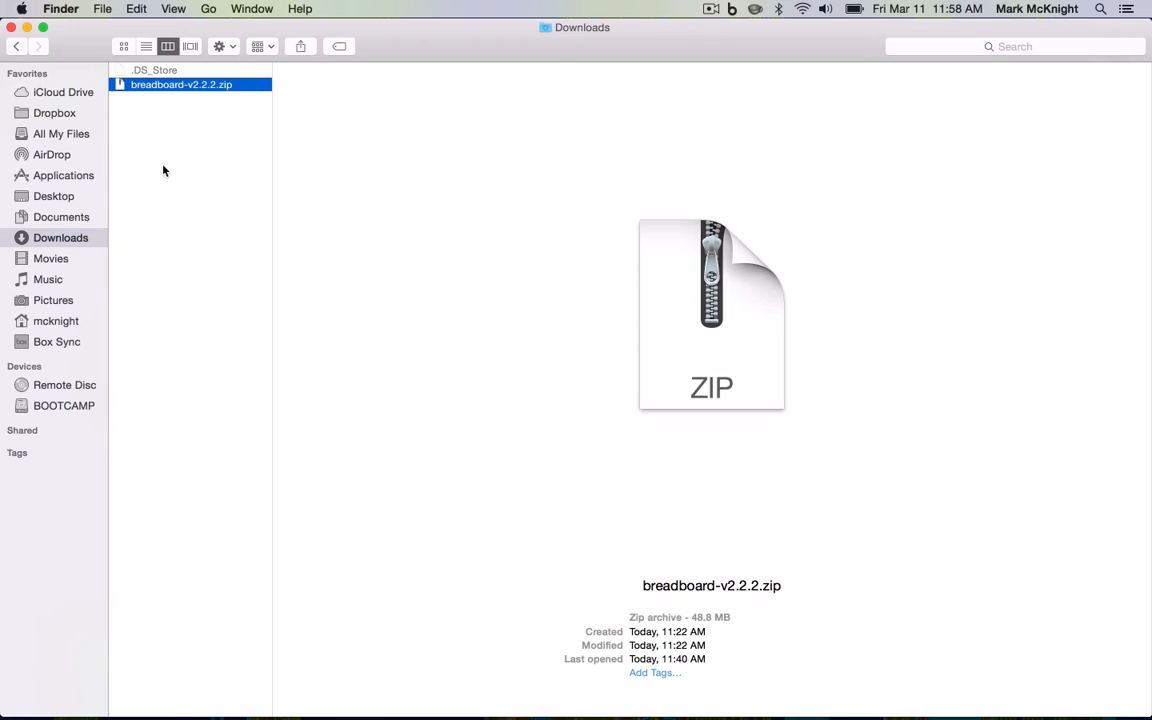 Finder File Edit View Go Window Help b Fri Mar 11 11:58 AM Mark McKnight
Downloads
Search
Favorites
iCloud Drive
Dropbox
All My Files
AirDrop
Applications
Desktop
Documents
Downloads
Movies
Music
Pictures
mcknight
box Box Sync
Devices
Remote Disc
BOOTCAMP
Shared
Tags
.DS_Store
breadboard-v2.2.2.zip
ZIP
breadboard-v2.2.2.zip
Zip archive - 48.8 MB
Created Today, 11:22 AM
Modified Today, 11:22 AM
Last opened Today, 11:40 AM
Add Tags...